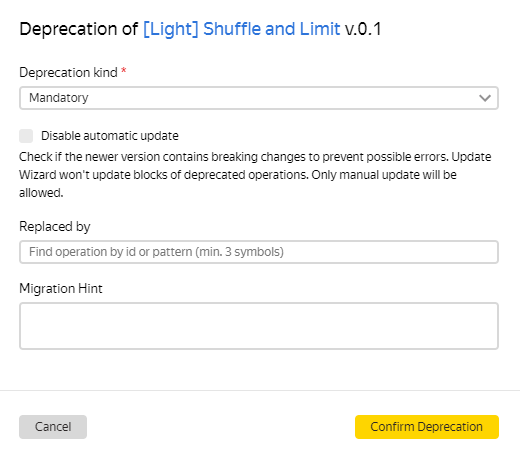 Deprecation of [Light] Shuffle and Limit v.0.1
Deprecation kind *
Mandatory
Disable automatic update
Check if the newer version contains breaking changes to prevent possible errors. Update
Wizard won't update blocks of deprecated operations. Only manual update will be
allowed.
Replaced by
Find operation by id or pattern (min. 3 symbols)
Migration Hint
Cancel
Confirm Deprecation